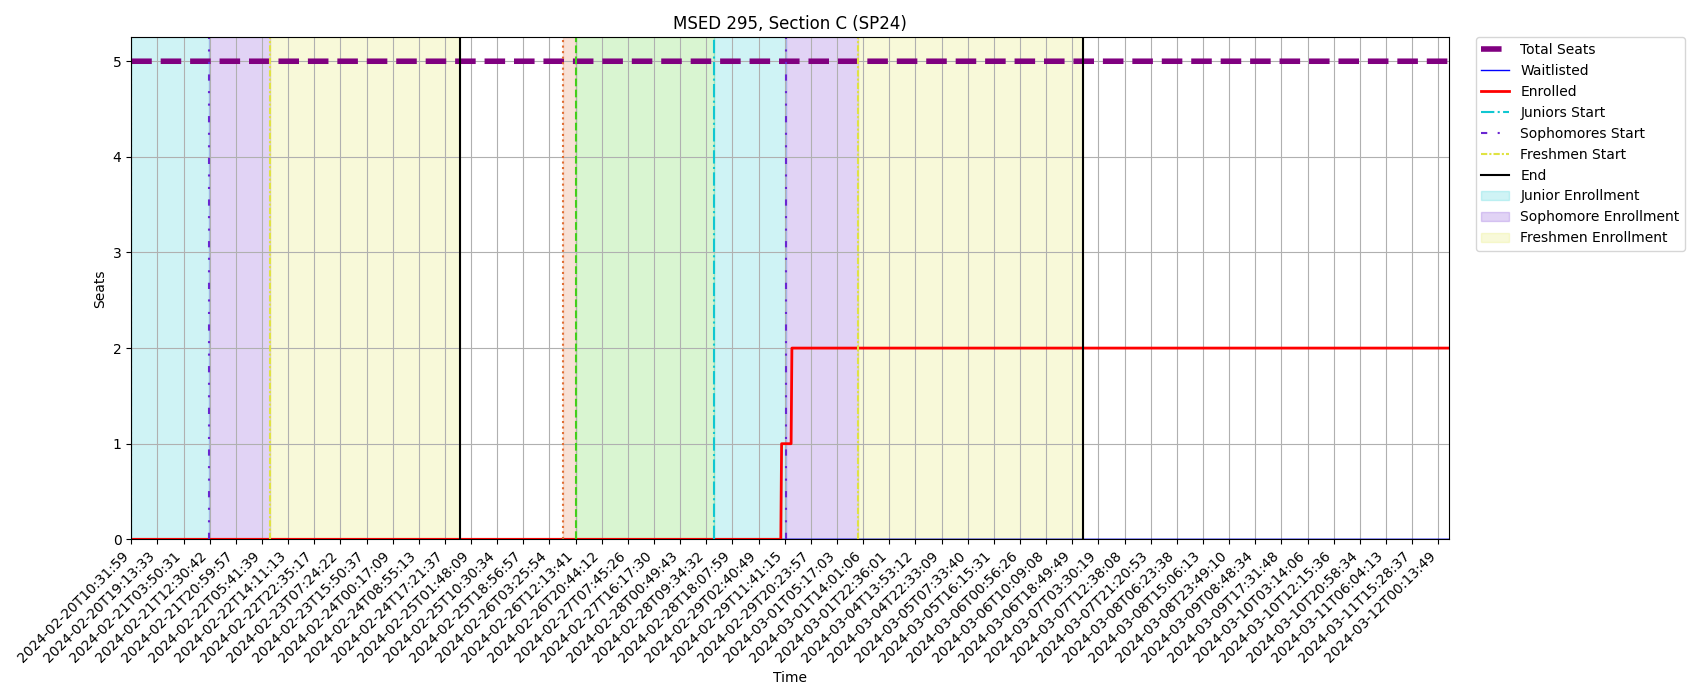 MSED 295, Section C (SP24)
Seats
5
4
3
2
1
0
2024-02-20T10:31:59
2024-02-20T19:13:33
2024-02-21T03:50:31
2024-02-21T12:30:42
2024-02-21T20:59:57
2024-02-22T05:41:39
2024-02-22T14:11:13
2024-02-22T22:35:17
2024-02-23T07:24:22
2024-02-23T15:50:37
2024-02-24T00:17:09
2024-02-24T08:55:13
2024-02-24T17:21:37
2024-02-25T01:48:09
2024-02-25T10:30:34
2024-02-25T18:56:57
2024-02-26T03:25:54
2024-02-26T12:13:41
2024-02-26T20:44:12
2024-02-27T07:45:26
2024-02-27T16:17:30
2024-02-28T00:49:43
2024-02-28T09:34:32
2024-02-28T18:07:59
2024-02-29T02:40:49
2024-02-29T11:41:15
2024-02-29T20:23:57
2024-03-01T05:17:03
2024-03-01T14:01:06
2024-03-01T22:36:01
2024-03-04T13:53:12
2024-03-04T22:33:09
2024-03-05T07:33:40
2024-03-05T16:15:31
2024-03-06T00:56:26
2024-03-06T10:09:08
2024-03-06T18:49:49
2024-03-07T03:30:19
2024-03-07T12:38:08
2024-03-07T21:20:53
2024-03-08T06:23:38
2024-03-08T15:06:13
2024-03-08T23:49:10
2024-03-09T08:48:34
2024-03-09T17:31:48
2024-03-10T03:14:06
2024-03-10T12:15:36
2024-03-10T20:58:34
2024-03-11T06:04:13
2024-03-11T15:28:37
2024-03-12T00:13:49
Time
Total Seats
Waitlisted
Enrolled
Juniors Start
Sophomores Start
Freshmen Start
End
Junior Enrollment
Sophomore Enrollment
Freshmen Enrollment